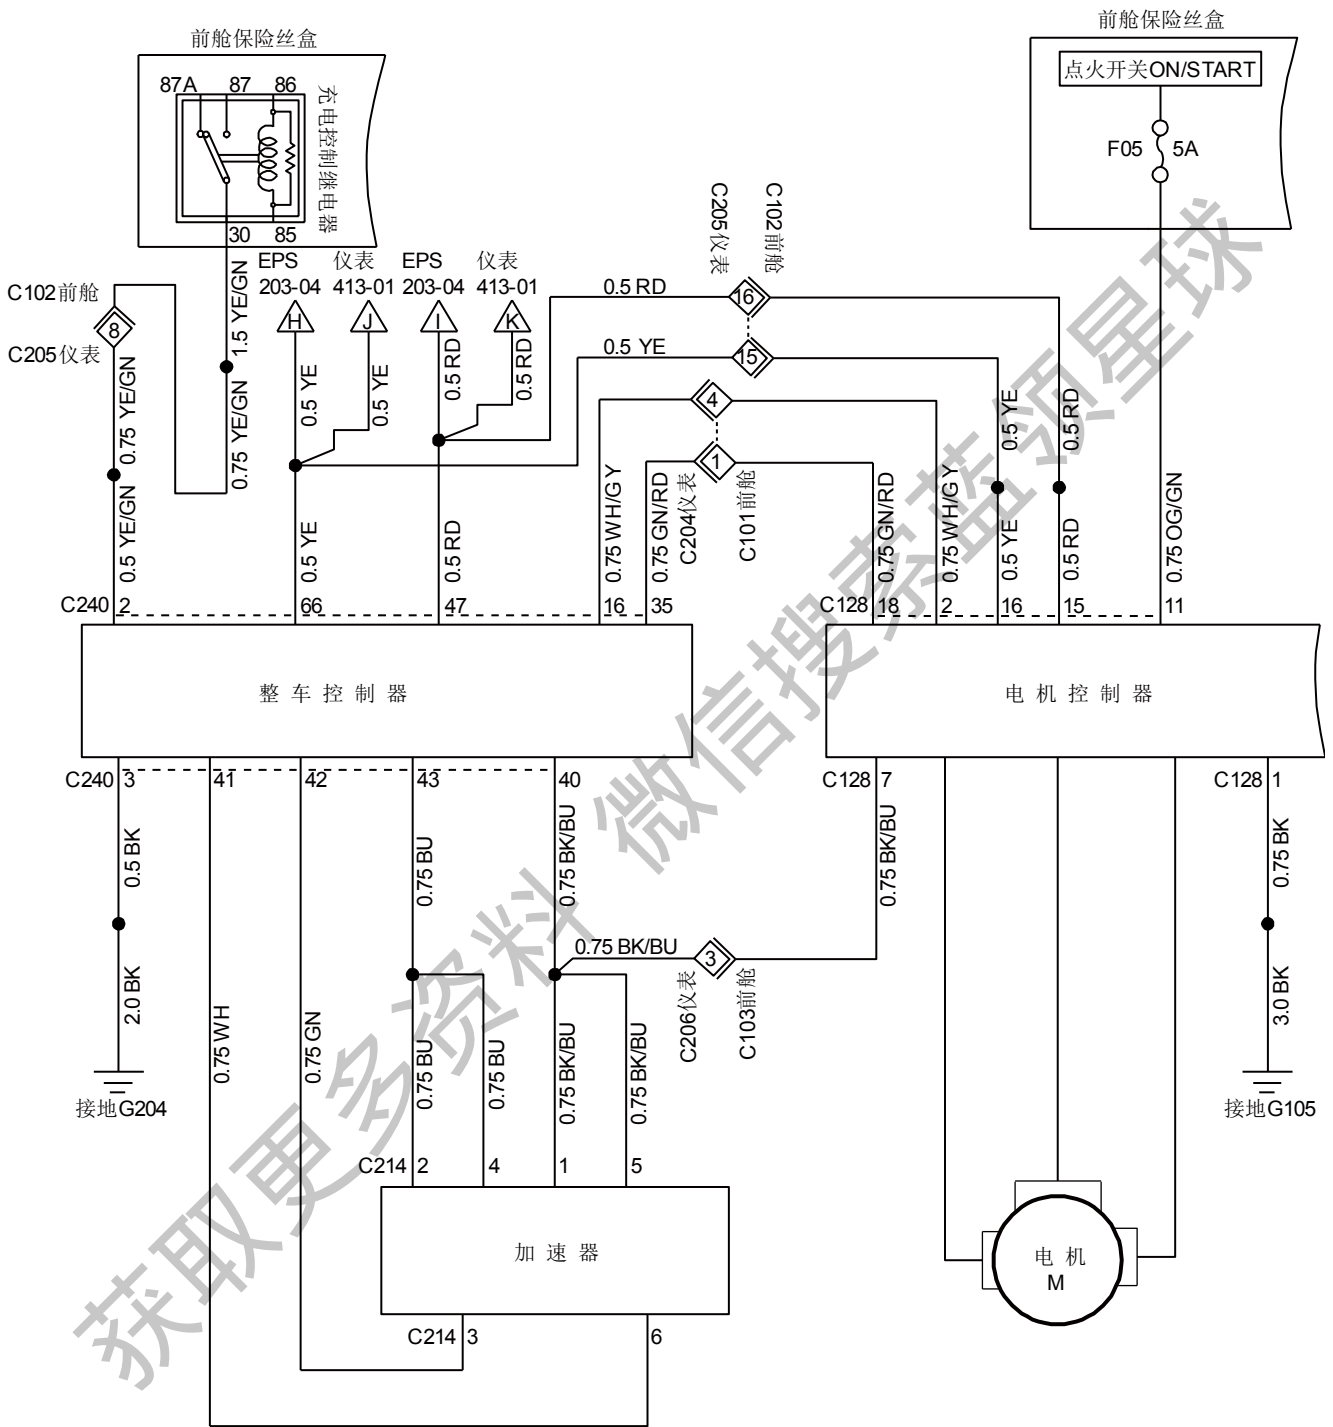 前舱保险丝盒
前舱保险丝盒
点火开关ON/START
87A
87
86
充电控制继电器
F05
5A
30
85
C102前舱
8
C205仪表
1.5 YE/GN
0.75 YE/GN
0.75 YE/GN
0.5 YE/GN
EPS
203-04
仪表
413-01
EPS
203-04
仪表
413-01
H
J
I
K
0.5 YE
0.5 YE
0.5 RD
0.5 RD
C205仪表
C102前舱
0.5 RD
16
0.5 YE
15
4
1
C204仪表
C101前舱
0.5 YE
0.5 RD
0.5 YE
0.5 RD
0.75 WH/GY
0.75 GN/RD
0.75 GN/RD
0.75 WH/GY
0.5 YE
0.5 RD
0.75 OG/GN
C240
2
66
47
16
35
C128
18
2
16
15
11
整车控制器
电机控制器
C240
3
41
42
43
40
C128
7
C128
1
0.5 BK
0.75 BU
0.75 BK/BU
0.75 BK/BU
0.75 BK
0.75 BK/BU
3
C206仪表
C103前舱
2.0 BK
0.75 WH
0.75 GN
0.75 BU
0.75 BU
0.75 BK/BU
0.75 BK/BU
3.0 BK
接地G204
接地G105
C214
2
4
1
5
加速器
电机
M
C214
3
6
获取更多资料 微信搜索蓝领星球